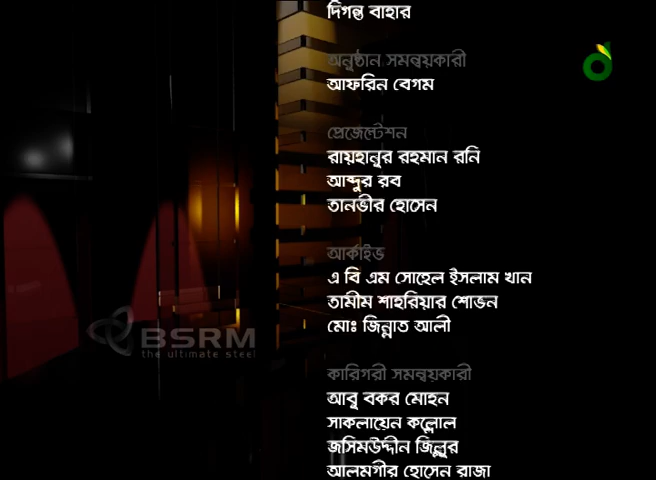 দিগন্ত বাহার
অনুষ্ঠান সমন্বয়কারী
আফরিন বেগম
প্রেজেন্টেশন
রায়হানুর রহমান রনি
আব্দুর রব
তানভীর হোসেন
আর্কাইভ
এ বি এম সোহেল ইসলাম খান
তামীম শাহরিয়ার শোভন
মোঃ জিন্নাত আলী
BSRM
the ultimate steel
কারিগরী সমন্বয়কারী
আবু বকর মোহন
সাকলায়েন কল্লোল
জসিমউদ্দীন জিল্লুর
আলমগীর হোসেন রাজা